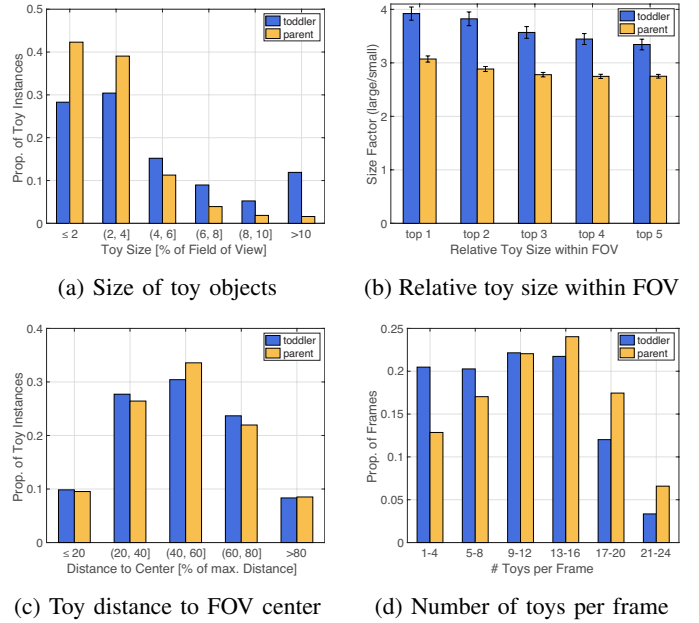 0.5
0.4
0.3
0.2
0.1
0
Prop. of Toy Instances
toddler
parent
≤ 2
(2, 4]
(4, 6]
(6, 8]
(8, 10]
>10
Toy Size [% of Field of View]
(a) Size of toy objects
4
3
2
1
0
Size Factor (large/small)
toddler
parent
top 1
top 2
top 3
top 4
top 5
Relative Toy Size within FOV
(b) Relative toy size within FOV
0.4
0.3
0.2
0.1
0
Prop. of Toy Instances
toddler
parent
≤ 20
(20, 40]
(40, 60]
(60, 80]
>80
Distance to Center [% of max. Distance]
(c) Toy distance to FOV center
0.25
0.2
0.15
0.1
0.05
0
Prop. of Frames
toddler
parent
1-4
5-8
9-12
13-16
17-20
21-24
# Toys per Frame
(d) Number of toys per frame